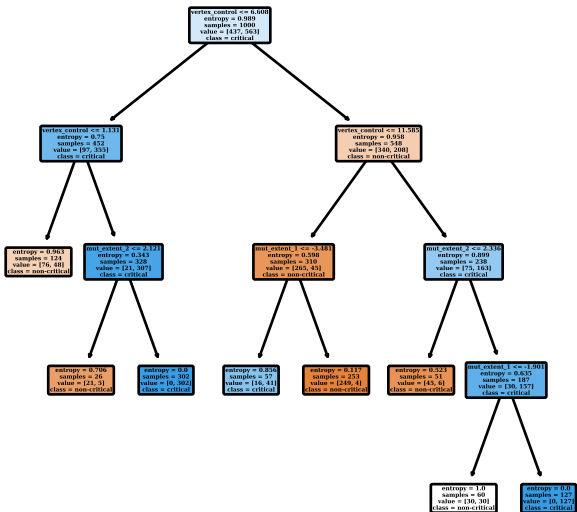 vertex_control <= 6.608
entropy = 0.989
samples = 1000
value = [437, 563]
class = critical
vertex_control <= 1.131
entropy = 0.75
samples = 452
value = [97, 355]
class = critical
vertex_control <= 11.585
entropy = 0.958
samples = 548
value = [340, 208]
class = non-critical
entropy = 0.963
samples = 124
value = [76, 48]
class = non-critical
mut_extent_2 <= 2.121
entropy = 0.343
samples = 328
value = [21, 307]
class = critical
mut_extent_1 <= -3.481
entropy = 0.598
samples = 310
value = [265, 45]
class = non-critical
mut_extent_2 <= 2.336
entropy = 0.899
samples = 238
value = [75, 163]
class = critical
entropy = 0.706
samples = 26
value = [21, 5]
class = non-critical
entropy = 0.0
samples = 302
value = [0, 302]
class = critical
entropy = 0.856
samples = 57
value = [16, 41]
class = critical
entropy = 0.117
samples = 253
value = [249, 4]
class = non-critical
entropy = 0.523
samples = 51
value = [45, 6]
class = non-critical
mut_extent_1 <= -1.901
entropy = 0.635
samples = 187
value = [30, 157]
class = critical
entropy = 1.0
samples = 60
value = [30, 30]
class = non-critical
entropy = 0.0
samples = 127
value = [0, 127]
class = critical